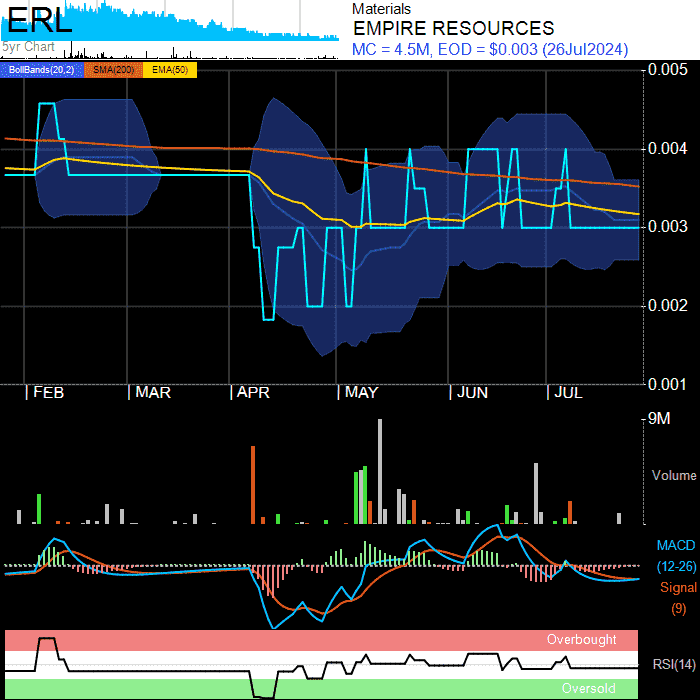 ERL
5yr Chart
Materials
EMPIRE RESOURCES
MC = 4.5M, EOD = $0.003 (26Jul2024)
BollBands(20,2) SMA(200) EMA(50)
0.005
0.004
0.003
0.002
0.001
FEB MAR APR MAY JUN JUL
9M
Volume
MACD
(12-26)
Signal
(9)
Overbought
RSI(14)
Oversold